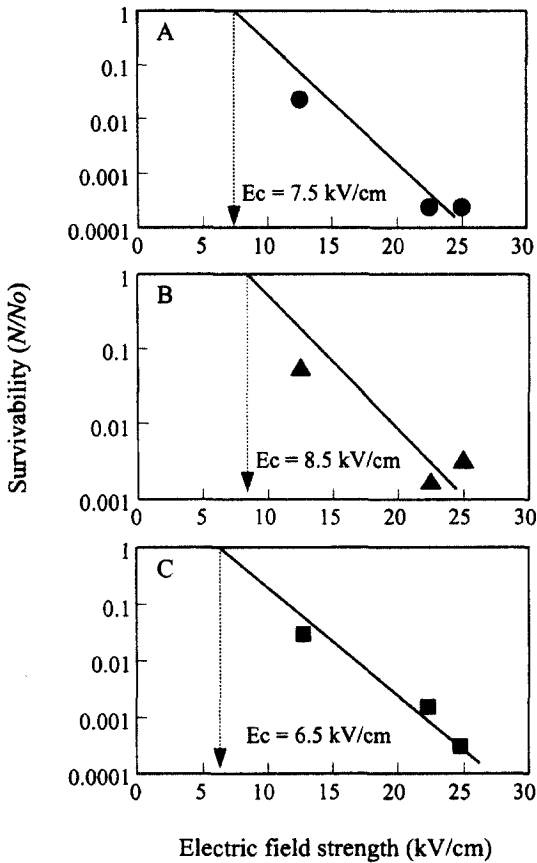 A
1
0.1
0.01
0.001
0.0001
Ec = 7.5 kV/cm
0 5 10 15 20 25 30
B
1
0.1
0.01
0.001
Ec = 8.5 kV/cm
0 5 10 15 20 25 30
C
1
0.1
0.01
0.001
0.0001
Ec = 6.5 kV/cm
0 5 10 15 20 25 30
Survivability (N/No)
Electric field strength (kV/cm)